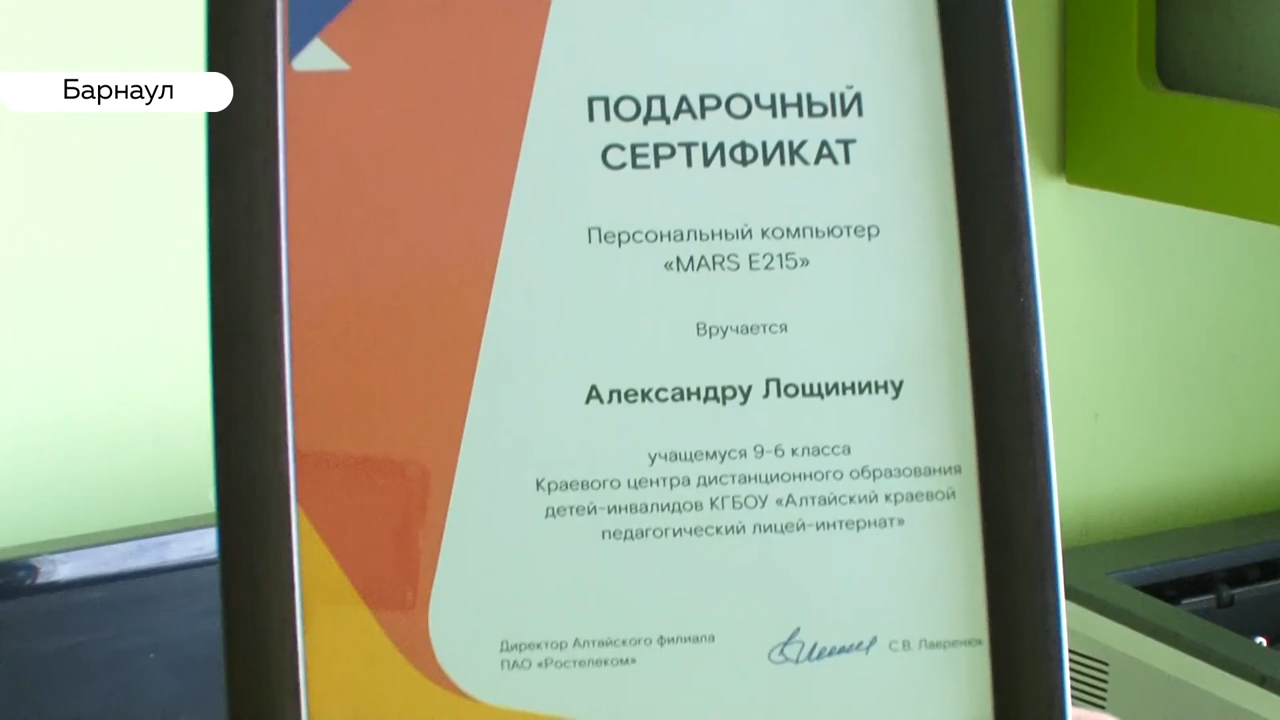 Барнаул
ПОДАРОЧНЫЙ
СЕРТИФИКАТ
Персональный компьютер
«MARS E215»
Вручается
Александру Лощинину
учащемуся 9-6 класса
Краевого центра дистанционного образования
детей-инвалидов КГБОУ «Алтайский краевой
педагогический лицей-интернат»
Директор Алтайского филиала
ПАО «Ростелеком»
С.В. Лавренюк